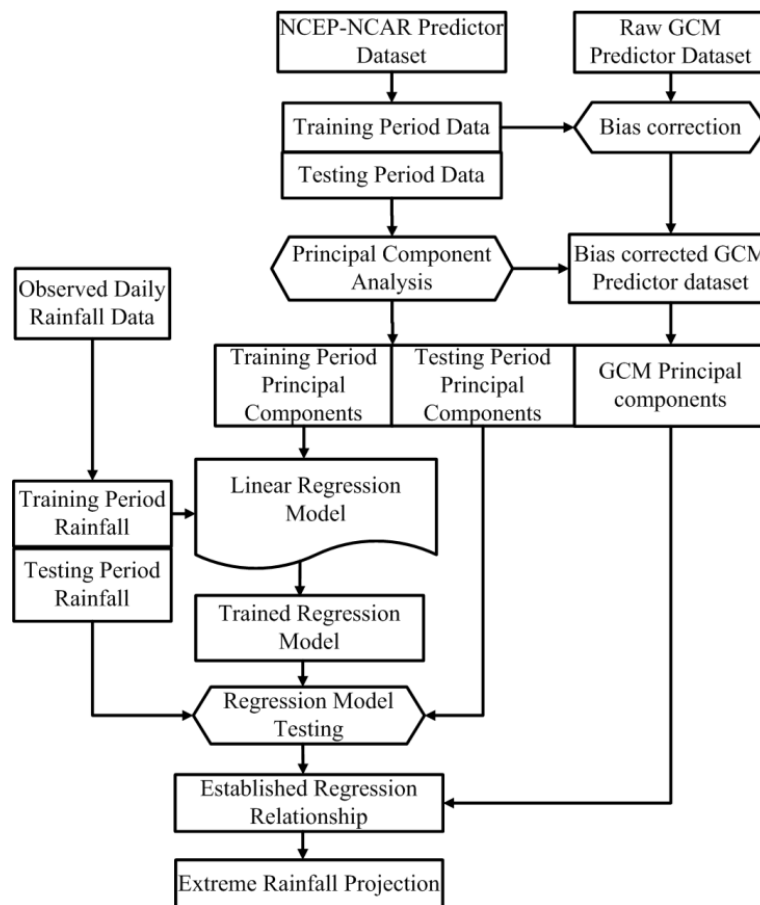 NCEP-NCAR Predictor
Dataset
Raw GCM
Predictor Dataset
Training Period Data
Bias correction
Testing Period Data
Principal Component
Analysis
Bias corrected GCM
Predictor dataset
Observed Daily
Rainfall Data
Training Period
Principal
Components
Testing Period
Principal
Components
GCM Principal
components
Linear Regression
Model
Training Period
Rainfall
Testing Period
Rainfall
Trained Regression
Model
Regression Model
Testing
Established Regression
Relationship
Extreme Rainfall Projection